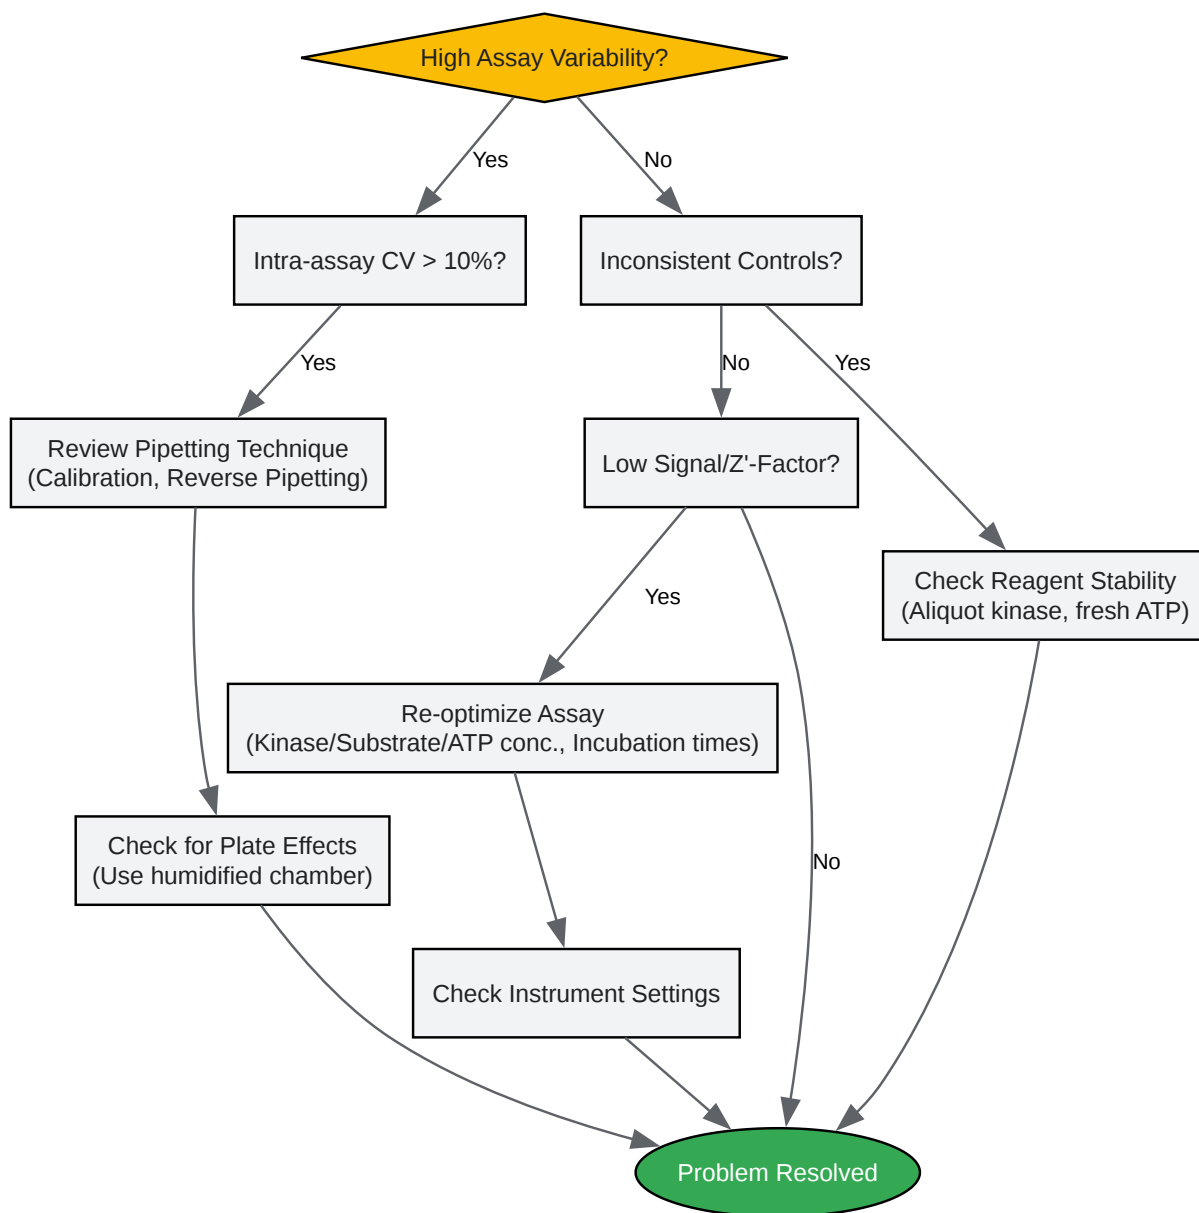 High Assay Variability?
Yes
No
Intra-assay CV > 10%?
Inconsistent Controls?
Yes
No
Yes
Review Pipetting Technique
(Calibration, Reverse Pipetting)
Low Signal/Z'-Factor?
Check Reagent Stability
(Aliquot kinase, fresh ATP)
Yes
Re-optimize Assay
(Kinase/Substrate/ATP conc., Incubation times)
Check for Plate Effects
(Use humidified chamber)
No
Check Instrument Settings
Problem Resolved